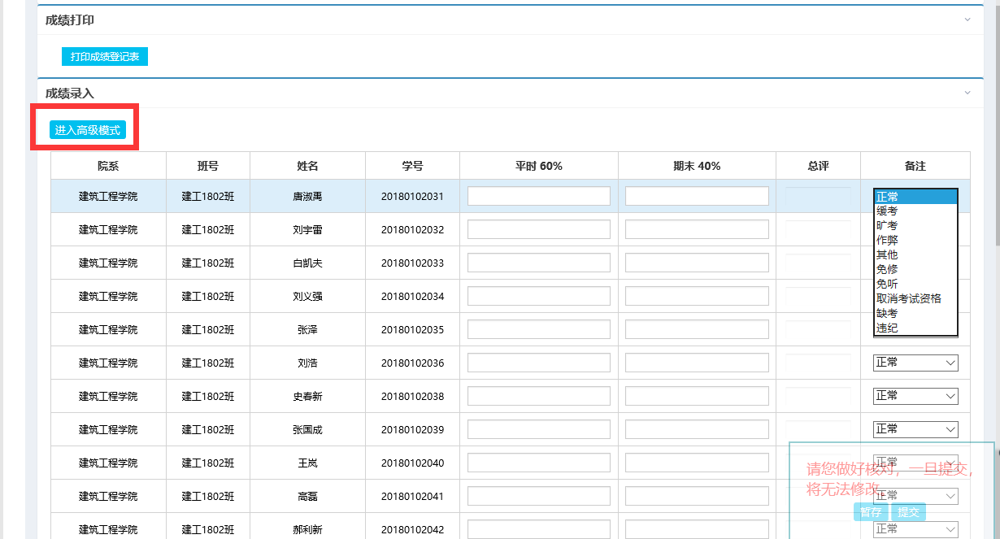 成绩打印
打印成绩登记表
成绩录入
进入高级模式
院系 班号 姓名 学号 平时 60% 期末 40% 总评 备注
建筑工程学院 建工1802班 唐淑禹 20180102031 正常
缓考
建筑工程学院 建工1802班 刘宇雷 20180102032 旷考
作弊
其他
建筑工程学院 建工1802班 白凯夫 20180102033 免修
免听
建筑工程学院 建工1802班 刘义强 20180102034 取消考试资格
缺考
建筑工程学院 建工1802班 张泽 20180102035 违纪
建筑工程学院 建工1802班 刘浩 20180102036 正常
建筑工程学院 建工1802班 史春新 20180102038 正常
建筑工程学院 建工1802班 张国成 20180102039 正常
建筑工程学院 建工1802班 王岚 20180102040 正常
请您做好核对，一旦提交，
将无法修改。
建筑工程学院 建工1802班 高磊 20180102041 正常
暂存 提交
建筑工程学院 建工1802班 郝利新 20180102042 正常